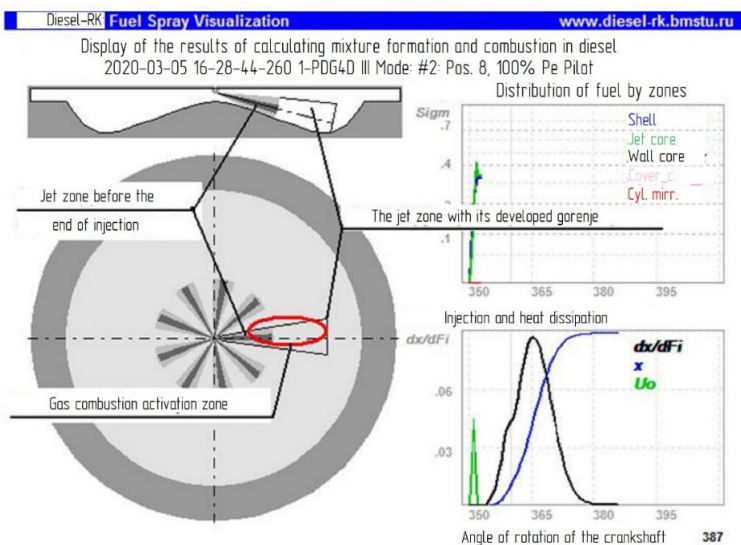 Diesel-RK Fuel Spray Visualization www.diesel-rk.bmstu.ru
Display of the results of calculating mixture formation and combustion in diesel
2020-03-05 16-28-44-260 1-PDG4D III Mode: #2: Pos. 8, 100% Pe Pilot
Distribution of fuel by zones
Sigm
.7
.4
.1
Shell
Jet core
Wall core
Cover_c
Cyl. mirr.
350 365 380 395
Jet zone before the
end of injection
The jet zone with its developed gorenje
Gas combustion activation zone
Injection and heat dissipation
dx/dFi
.06
.03
dx/dFi
x
Uo
350 365 380 395
Angle of rotation of the crankshaft 387